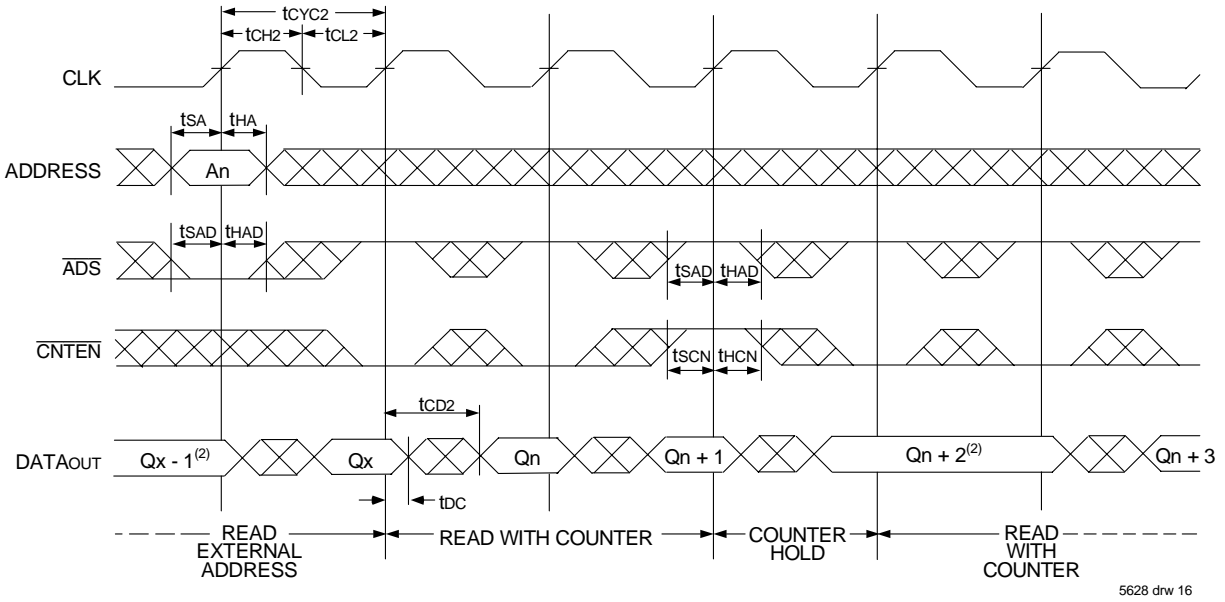 tCYC2
tCH2 tCL2
CLK
tSA tHA
ADDRESS An
tSAD tHAD
ADS
tSAD tHAD
CNTEN
tSCN tHCN
tCD2
DATAOUT Qx - 1(2) Qx Qn Qn + 1 Qn + 2(2) Qn + 3
tDC
READ EXTERNAL ADDRESS
READ WITH COUNTER
COUNTER HOLD
READ WITH COUNTER
5628 drw 16